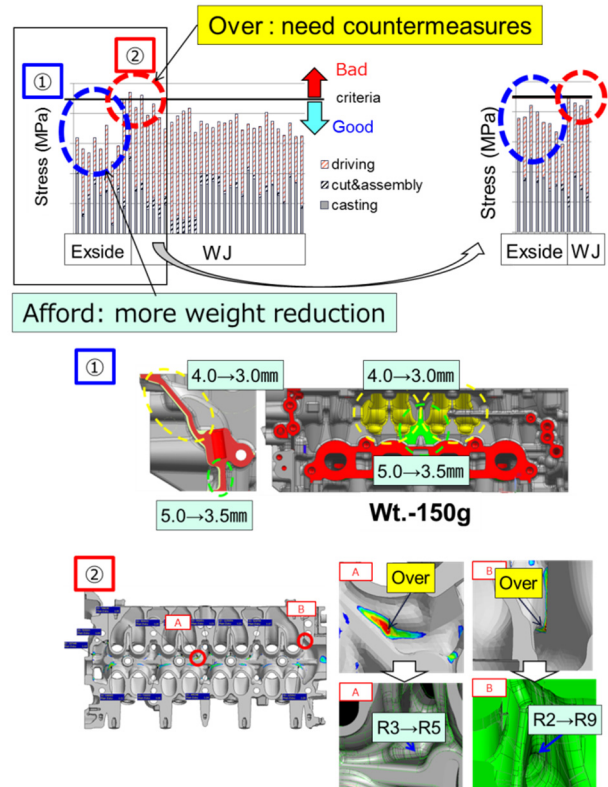 Over : need countermeasures
①
②
Bad
criteria
Good
Stress (MPa)
driving
cut&assembly
casting
Exside
WJ
Stress (MPa)
Exside
WJ
Afford: more weight reduction
①
4.0→3.0mm
4.0→3.0mm
5.0→3.5mm
5.0→3.5mm
Wt.-150g
②
A
B
A
Over
B
Over
A
R3→R5
B
R2→R9